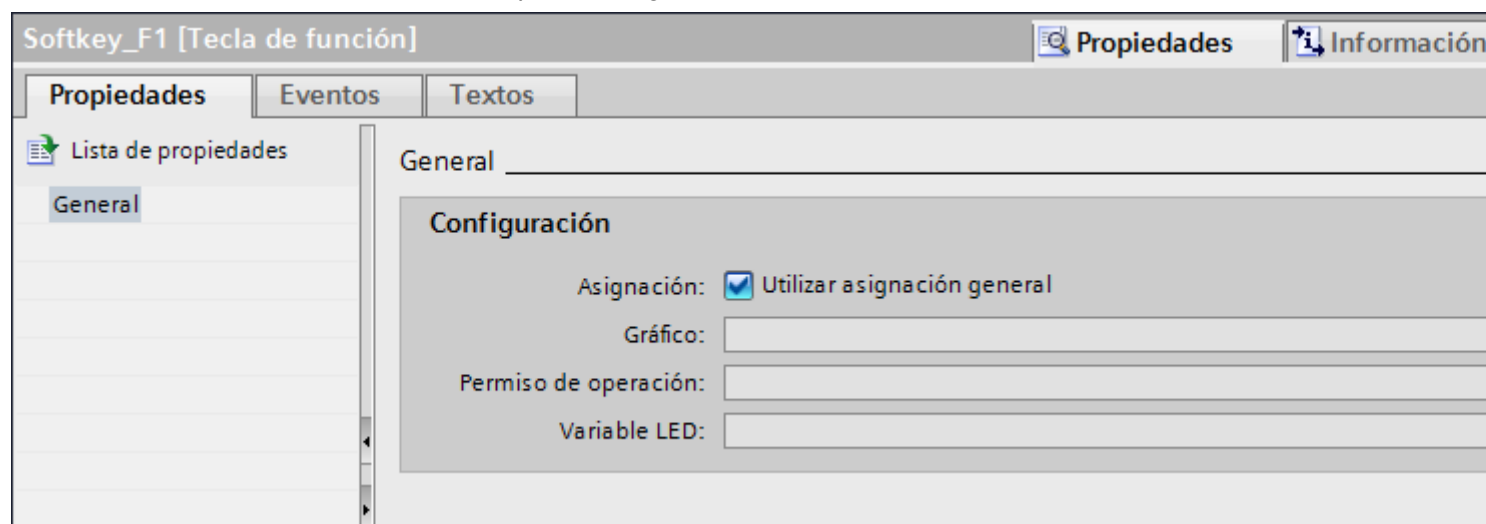 Softkey_F1 [Tecla de función]
Propiedades
Información
Propiedades
Eventos
Textos
Lista de propiedades
General
General
Configuración
Asignación: Utilizar asignación general
Gráfico:
Permiso de operación:
Variable LED: